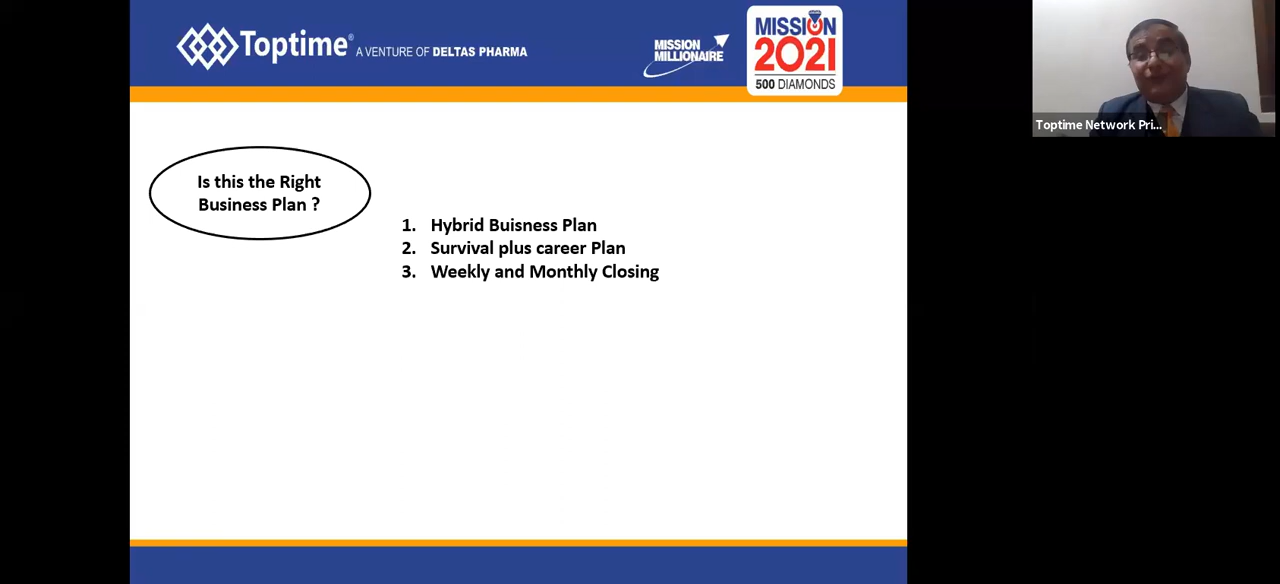 Toptime® A VENTURE OF DELTAS PHARMA
MISSION
MILLIONAIRE
MISSION
2021
500 DIAMONDS
Toptime Network Pri...
Is this the Right
Business Plan ?
1. Hybrid Buisness Plan
2. Survival plus career Plan
3. Weekly and Monthly Closing